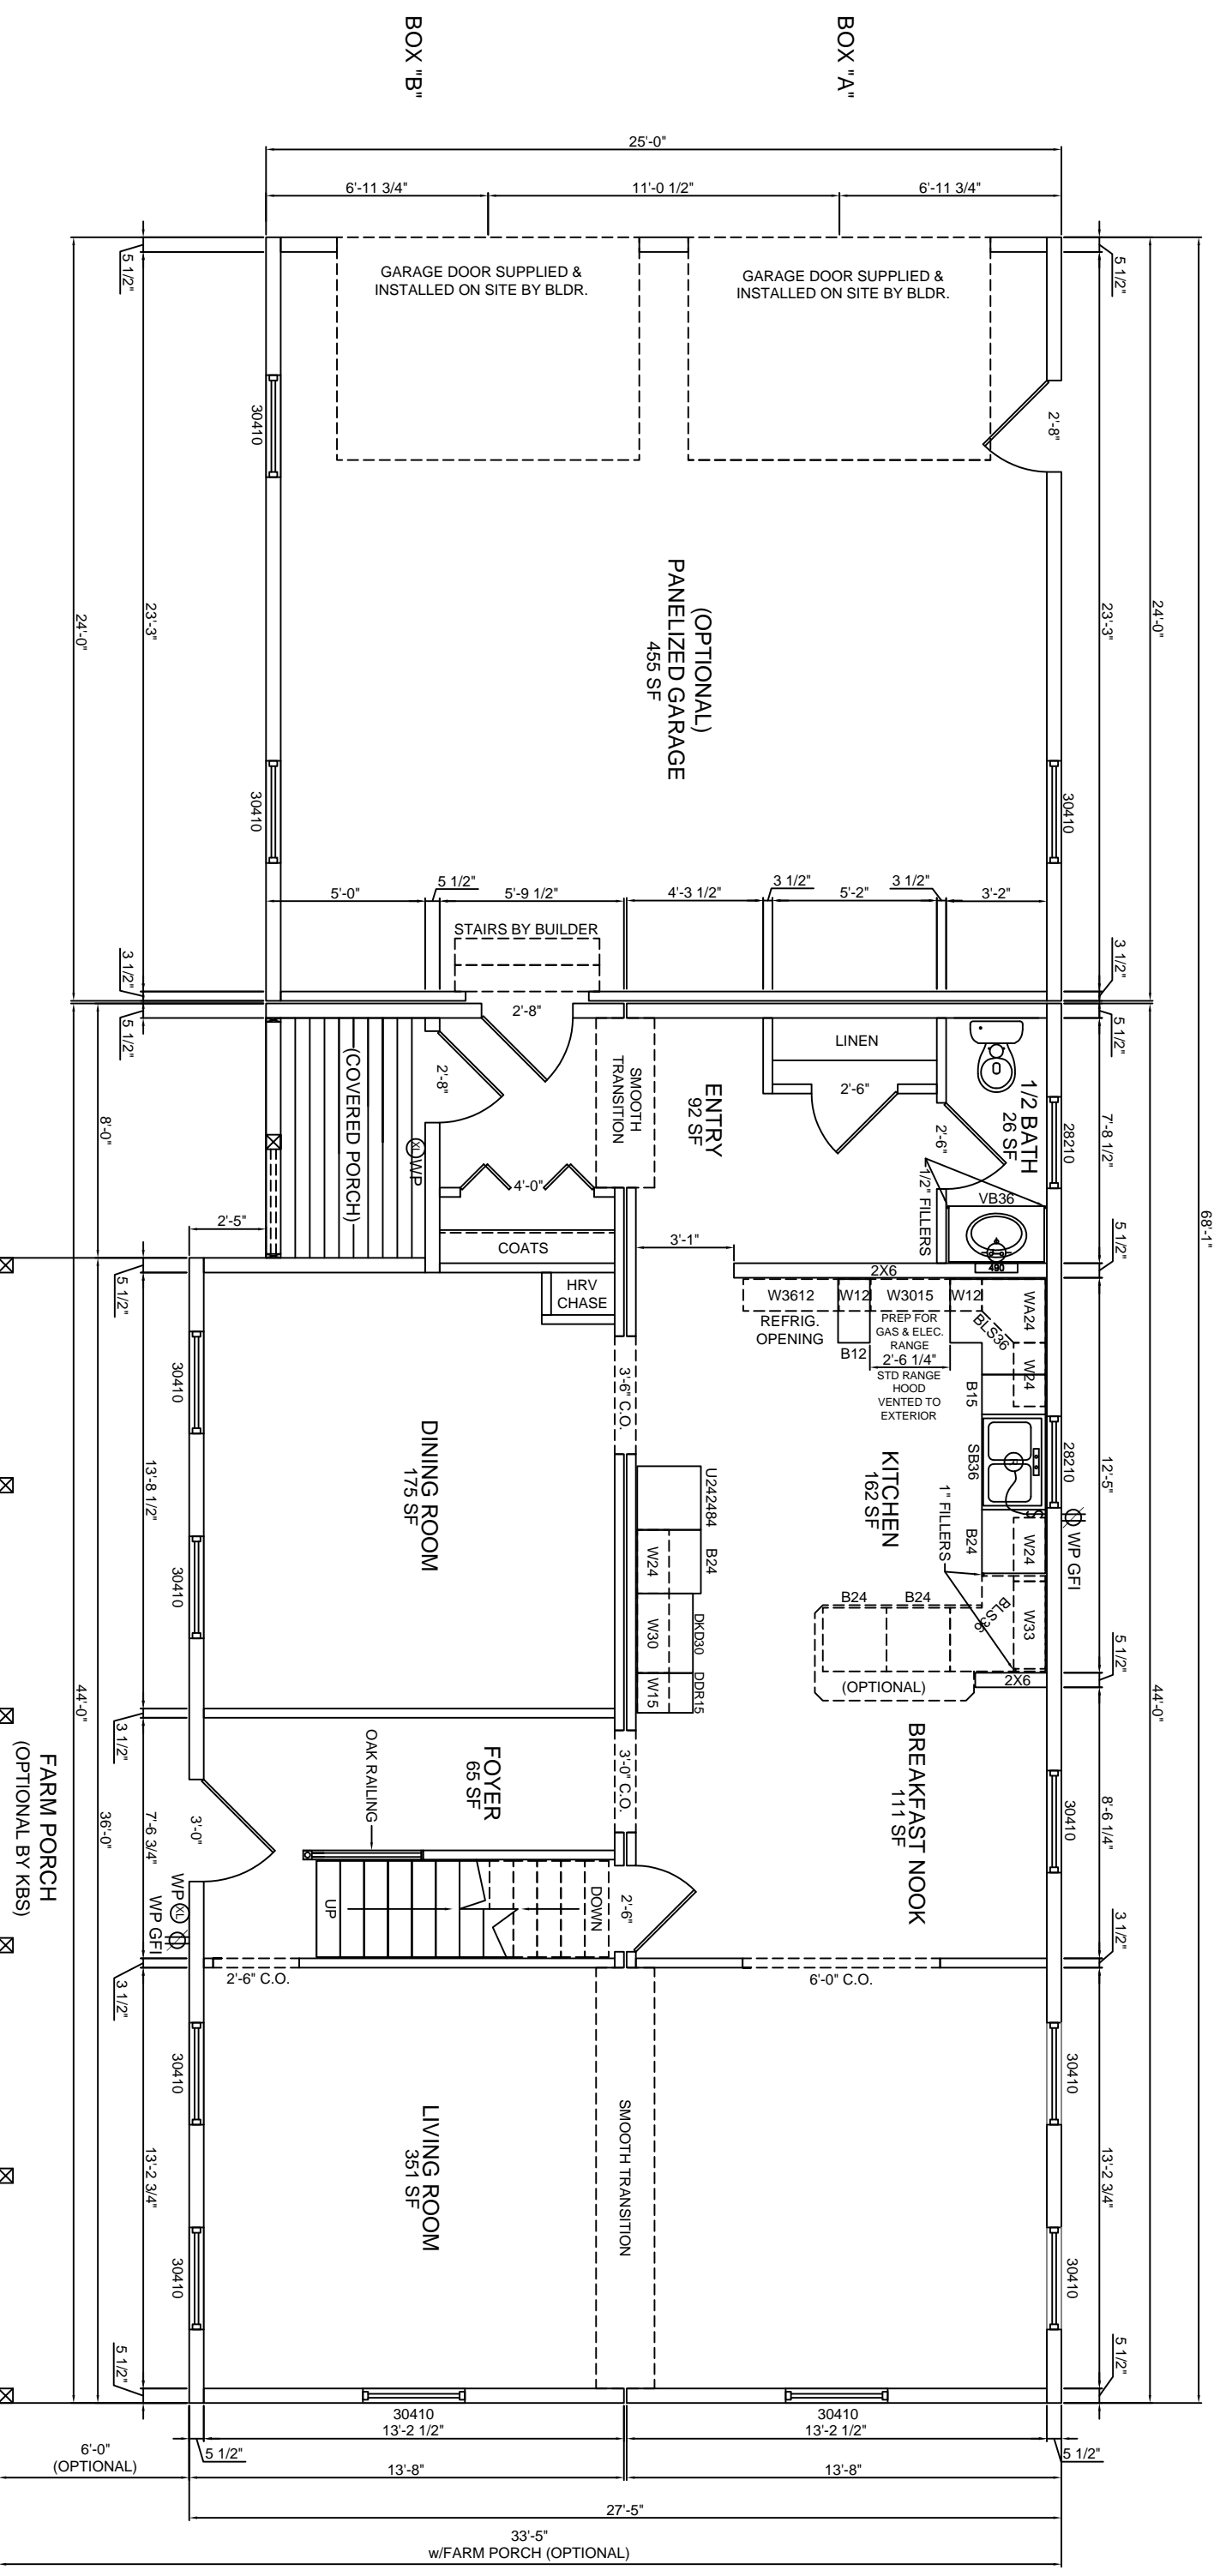 BOX "B"
BOX "A"
25'-0"
6'-11 3/4"
11'-0 1/2"
6'-11 3/4"
68'-1"
24'-0"
5 1/2"
23'-3"
3 1/2"
5 1/2"
GARAGE DOOR SUPPLIED &
INSTALLED ON SITE BY BLDR.
GARAGE DOOR SUPPLIED &
INSTALLED ON SITE BY BLDR.
2'-8"
30410
30410
30410
(OPTIONAL)
PANELIZED GARAGE
455 SF
24'-0"
23'-3"
3 1/2"
5'-0"
5 1/2"
5'-9 1/2"
4'-3 1/2"
3 1/2"
5'-2"
3 1/2"
3'-2"
STAIRS BY BUILDER
2'-8"
LINEN
2'-6"
2'-6"
1/2 BATH
26 SF
28210
5 1/2"
7'-8 1/2"
5 1/2"
VB36
1/2" FILLERS
490
ENTRY
92 SF
SMOOTH
TRANSITION
2'-8"
(COVERED PORCH)
XL WP
4'-0"
COATS
5 1/2"
8'-0"
2'-5"
3'-1"
2X6
HRV
CHASE
W3612
W12
W3015
W12
WA24
REFRIG.
OPENING
PREP FOR
GAS & ELEC.
RANGE
2'-6 1/4"
STD RANGE
HOOD
VENTED TO
EXTERIOR
B12
BLS36
W24
B15
28210
SB36
12'-5"
44'-0"
WP GFI
KITCHEN
162 SF
1" FILLERS
B24
W24
W33
BLS36
B24
B24
(OPTIONAL)
2X6
5 1/2"
3'-6" C.O.
U242484
B24
W24
DKD30
W30
DDR15
W15
DINING ROOM
175 SF
30410
30410
5 1/2"
13'-8 1/2"
3 1/2"
44'-0"
36'-0"
BREAKFAST NOOK
111 SF
30410
8'-6 1/4"
3 1/2"
3'-0" C.O.
FOYER
65 SF
OAK RAILING
UP
DOWN
2'-6"
3'-0"
7'-6 3/4"
WP XL
WP GFI
3 1/2"
FARM PORCH
(OPTIONAL BY KBS)
2'-6" C.O.
6'-0" C.O.
30410
30410
13'-2 3/4"
5 1/2"
SMOOTH TRANSITION
LIVING ROOM
351 SF
30410
30410
13'-2 3/4"
5 1/2"
30410
13'-2 1/2"
30410
13'-2 1/2"
5 1/2"
5 1/2"
6'-0"
(OPTIONAL)
13'-8"
13'-8"
27'-5"
33'-5"
w/FARM PORCH (OPTIONAL)